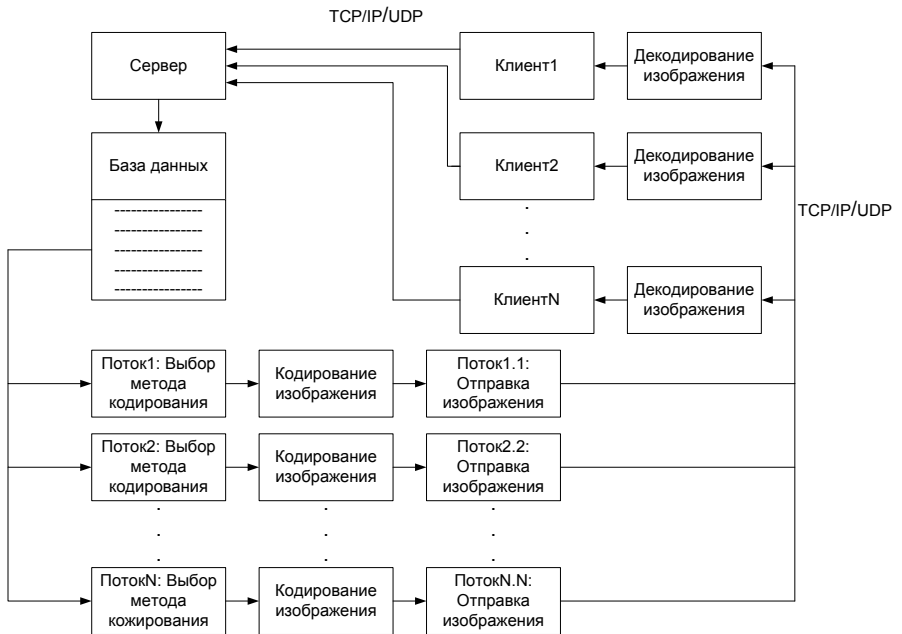 TCP/IP/UDP
Сервер
Клиент1
Декодирование
изображения
База данных
----------------
----------------
----------------
----------------
----------------
Клиент2
Декодирование
изображения
TCP/IP/UDP
.
.
.
КлиентN
Декодирование
изображения
Поток1: Выбор
метода
кодирования
Кодирование
изображения
Поток1.1:
Отправка
изображения
Поток2: Выбор
метода
кодирования
Кодирование
изображения
Поток2.2:
Отправка
изображения
. . .
. . .
. . .
ПотокN: Выбор
метода
кожирования
Кодирование
изображения
ПотокN.N:
Отправка
изображения